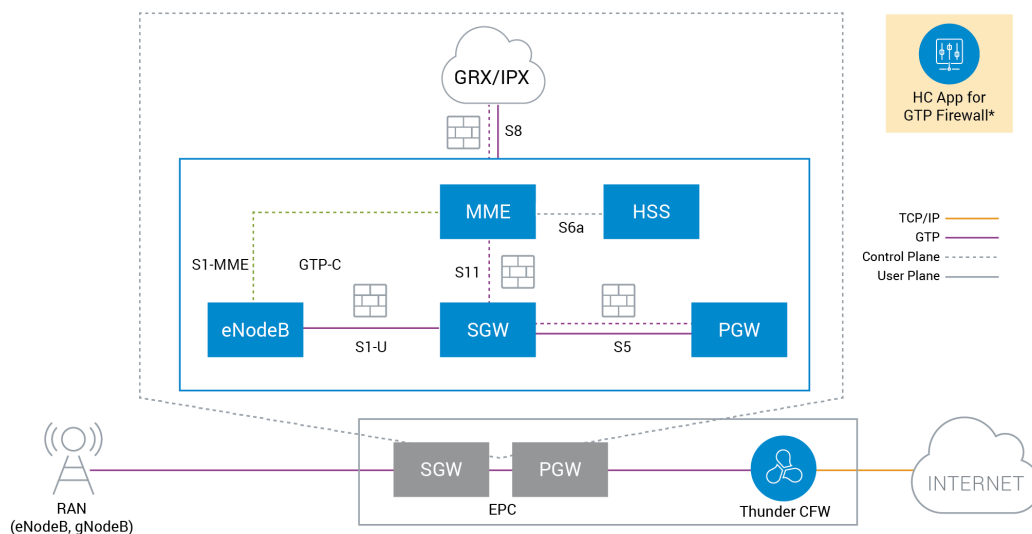 GRX/IPX
HC App for
GTP Firewall*
S8
MME
HSS
S6a
TCP/IP
GTP
Control Plane
User Plane
S1-MME
GTP-C
S11
eNodeB
SGW
PGW
S1-U
S5
SGW
PGW
INTERNET
EPC
Thunder CFW
RAN
(eNodeB, gNodeB)